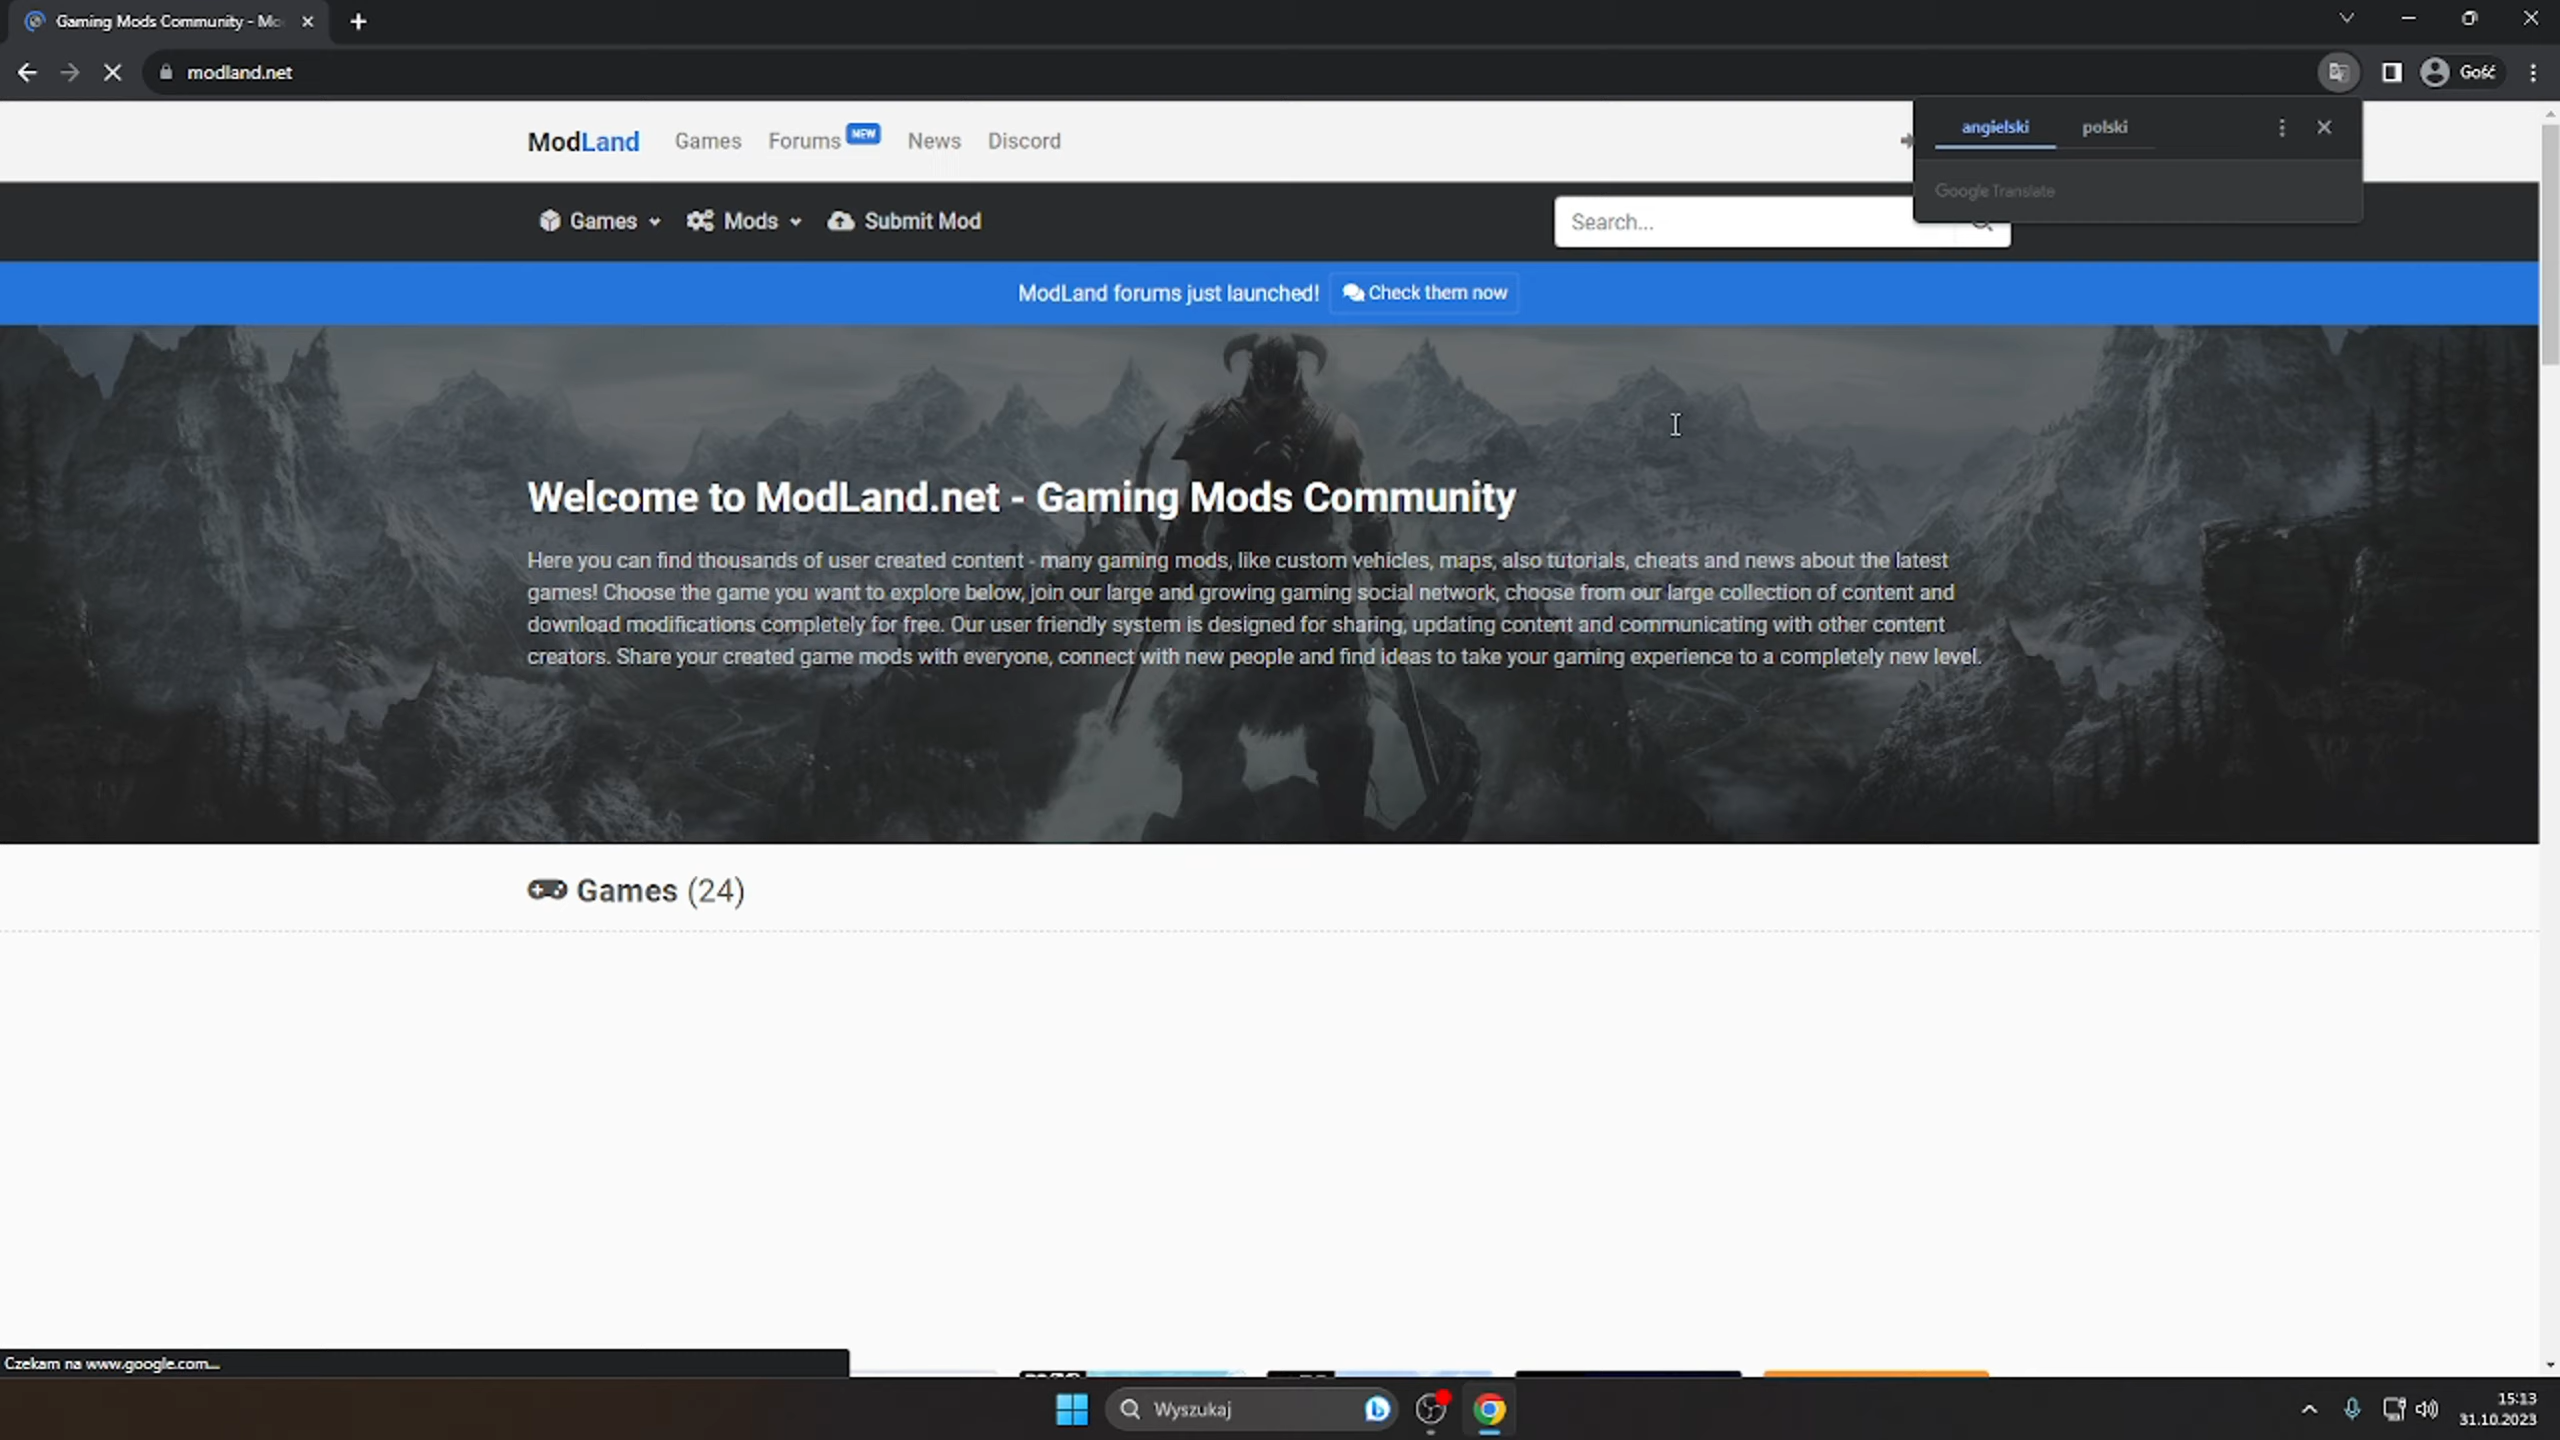 Gaming Mods Community - Mo
modland.net
Gość
ModLand Games Forums NEW News Discord
angielski polski
Google Translate
Games Mods Submit Mod Search...
ModLand forums just launched! Check them now
Welcome to ModLand.net - Gaming Mods Community
Here you can find thousands of user created content - many gaming mods, like custom vehicles, maps, also tutorials, cheats and news about the latest
games! Choose the game you want to explore below, join our large and growing gaming social network, choose from our large collection of content and
download modifications completely for free. Our user friendly system is designed for sharing, updating content and communicating with other content
creators. Share your created game mods with everyone, connect with new people and find ideas to take your gaming experience to a completely new level.
Games (24)
Czekam na www.google.com...
Wyszukaj
15:13
31.10.2023